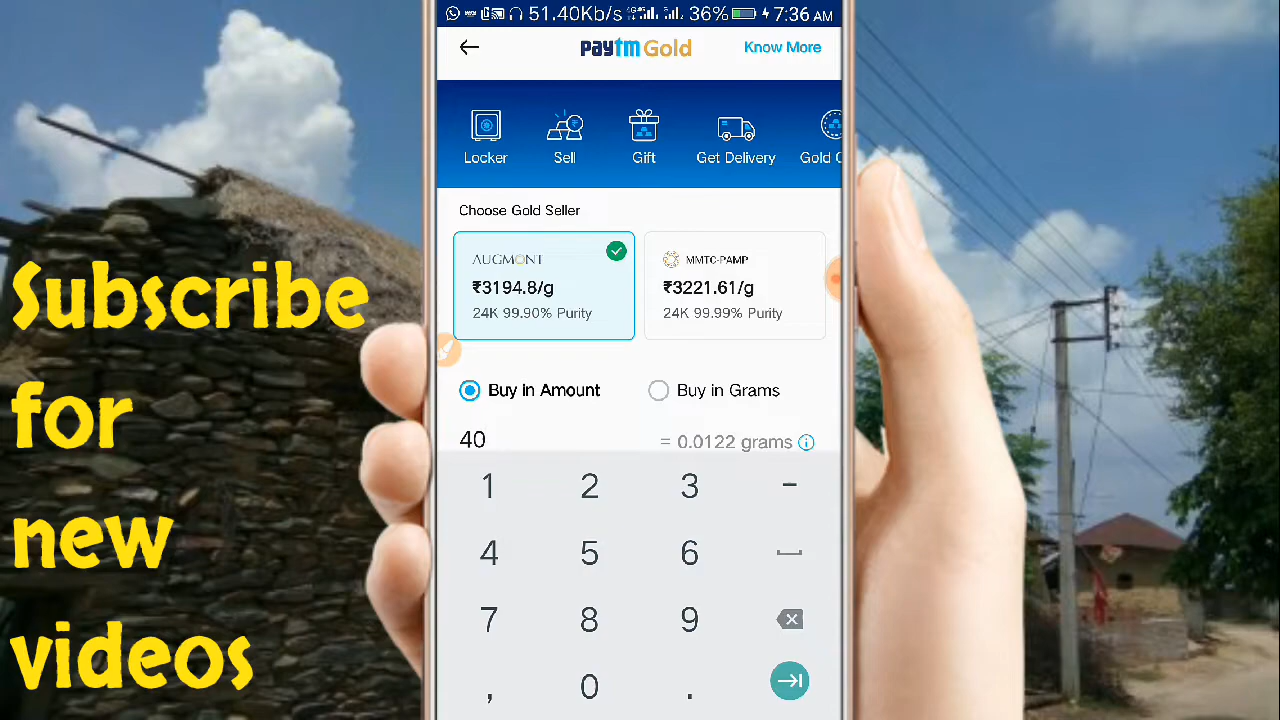 51.40Kb/s 36% 7:36 AM
paytm Gold Know More
Locker Sell Gift Get Delivery Gold
Choose Gold Seller
AUGMONT MMTC-PAMP
₹3194.8/g ₹3221.61/g
24K 99.90% Purity 24K 99.99% Purity
Buy in Amount Buy in Grams
40 = 0.0122 grams
1 2 3 -
4 5 6
7 8 9
, 0 .
Subscribe
for
new
videos